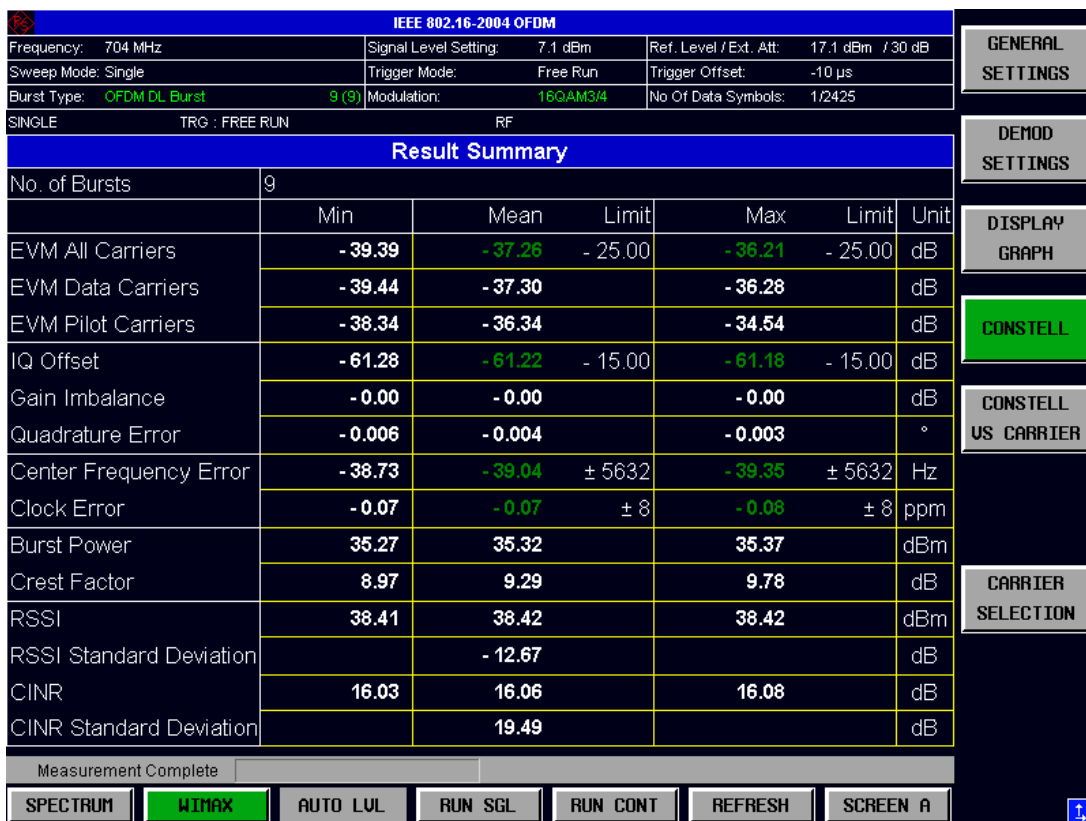 IEEE 802.16-2004 OFDM
Frequency: 704 MHz Signal Level Setting: 7.1 dBm Ref. Level / Ext. Att: 17.1 dBm / 30 dB
Sweep Mode: Single Trigger Mode: Free Run Trigger Offset: -10 µs
Burst Type: OFDM DL Burst 9 (9) Modulation: 16QAM3/4 No Of Data Symbols: 1/2425
SINGLE TRG : FREE RUN RF
Result Summary
No. of Bursts 9
Min Mean Limit Max Limit Unit
EVM All Carriers - 39.39 - 37.26 - 25.00 - 36.21 - 25.00 dB
EVM Data Carriers - 39.44 - 37.30 - 36.28 dB
EVM Pilot Carriers - 38.34 - 36.34 - 34.54 dB
IQ Offset - 61.28 - 61.22 - 15.00 - 61.18 - 15.00 dB
Gain Imbalance - 0.00 - 0.00 - 0.00 dB
Quadrature Error - 0.006 - 0.004 - 0.003 °
Center Frequency Error - 38.73 - 39.04 ± 5632 - 39.35 ± 5632 Hz
Clock Error - 0.07 - 0.07 ± 8 - 0.08 ± 8 ppm
Burst Power 35.27 35.32 35.37 dBm
Crest Factor 8.97 9.29 9.78 dB
RSSI 38.41 38.42 38.42 dBm
RSSI Standard Deviation - 12.67 dB
CINR 16.03 16.06 16.08 dB
CINR Standard Deviation 19.49 dB
Measurement Complete
SPECTRUM WIMAX AUTO LVL RUN SGL RUN CONT REFRESH SCREEN A
GENERAL
SETTINGS
DEMOD
SETTINGS
DISPLAY
GRAPH
CONSTELL
CONSTELL
VS CARRIER
CARRIER
SELECTION